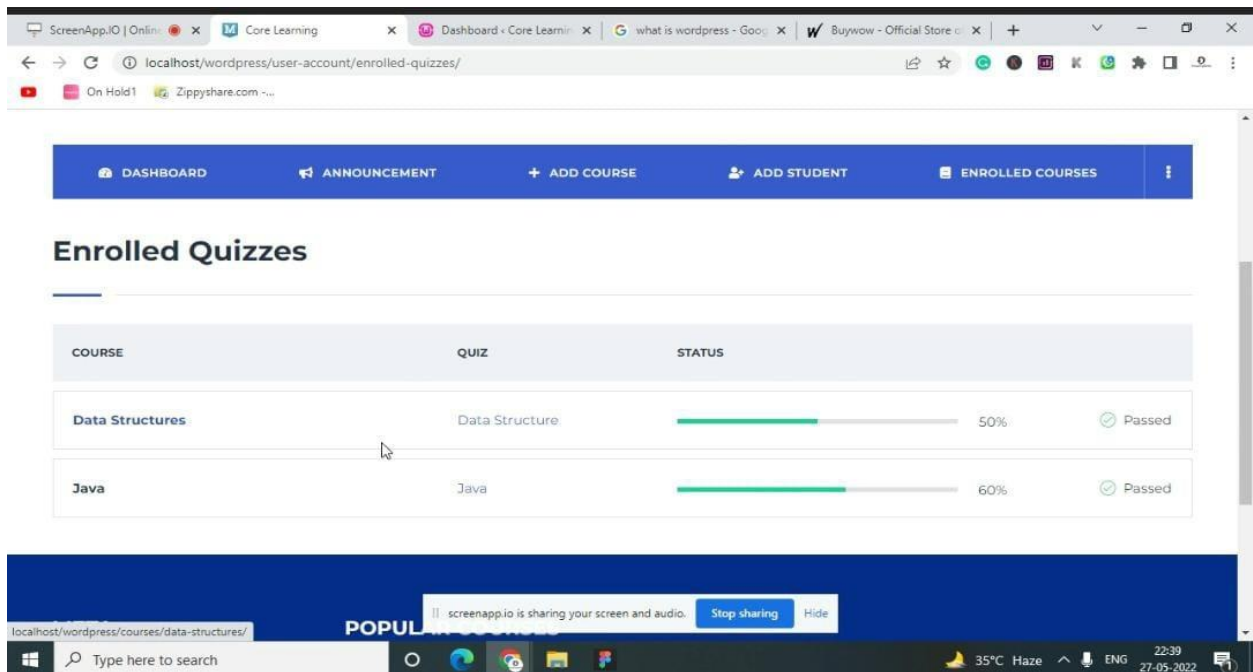 ScreenApp.IO | Online
Core Learning
Dashboard ‹ Core Learnin
what is wordpress - Goog
Buywow - Official Store o
localhost/wordpress/user-account/enrolled-quizzes/
On Hold1
Zippyshare.com -...
DASHBOARD
ANNOUNCEMENT
ADD COURSE
ADD STUDENT
ENROLLED COURSES
Enrolled Quizzes
COURSE QUIZ STATUS
Data Structures Data Structure 50% Passed
Java Java 60% Passed
screenapp.io is sharing your screen and audio. Stop sharing Hide
POPUL
localhost/wordpress/courses/data-structures/
Type here to search
35°C Haze
ENG
22:39
27-05-2022